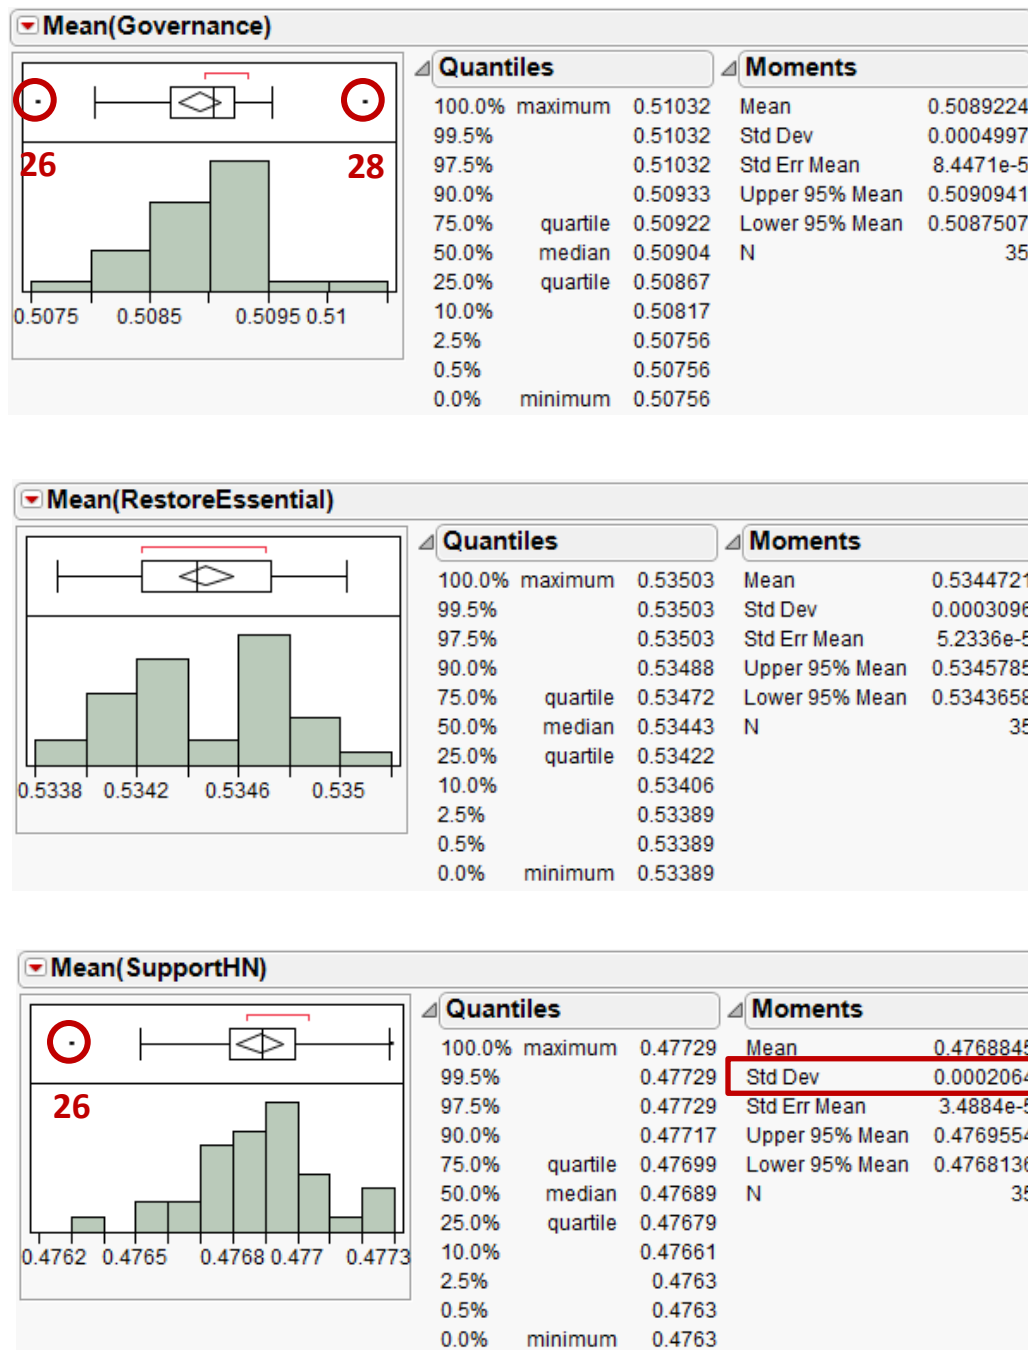 Mean(Governance)
Quantiles
100.0% maximum 0.51032
99.5% 0.51032
97.5% 0.51032
90.0% 0.50933
75.0% quartile 0.50922
50.0% median 0.50904
25.0% quartile 0.50867
10.0% 0.50817
2.5% 0.50756
0.5% 0.50756
0.0% minimum 0.50756
Moments
Mean 0.5089224
Std Dev 0.0004997
Std Err Mean 8.4471e-5
Upper 95% Mean 0.5090941
Lower 95% Mean 0.5087507
N 35
26 28
0.5075 0.5085 0.5095 0.51
Mean(RestoreEssential)
Quantiles
100.0% maximum 0.53503
99.5% 0.53503
97.5% 0.53503
90.0% 0.53488
75.0% quartile 0.53472
50.0% median 0.53443
25.0% quartile 0.53422
10.0% 0.53406
2.5% 0.53389
0.5% 0.53389
0.0% minimum 0.53389
Moments
Mean 0.5344721
Std Dev 0.0003096
Std Err Mean 5.2336e-5
Upper 95% Mean 0.5345785
Lower 95% Mean 0.5343658
N 35
0.5338 0.5342 0.5346 0.535
Mean(SupportHN)
Quantiles
100.0% maximum 0.47729
99.5% 0.47729
97.5% 0.47729
90.0% 0.47717
75.0% quartile 0.47699
50.0% median 0.47689
25.0% quartile 0.47679
10.0% 0.47661
2.5% 0.4763
0.5% 0.4763
0.0% minimum 0.4763
Moments
Mean 0.4768845
Std Dev 0.0002064
Std Err Mean 3.4884e-5
Upper 95% Mean 0.4769554
Lower 95% Mean 0.4768136
N 35
26
0.4762 0.4765 0.4768 0.477 0.4773